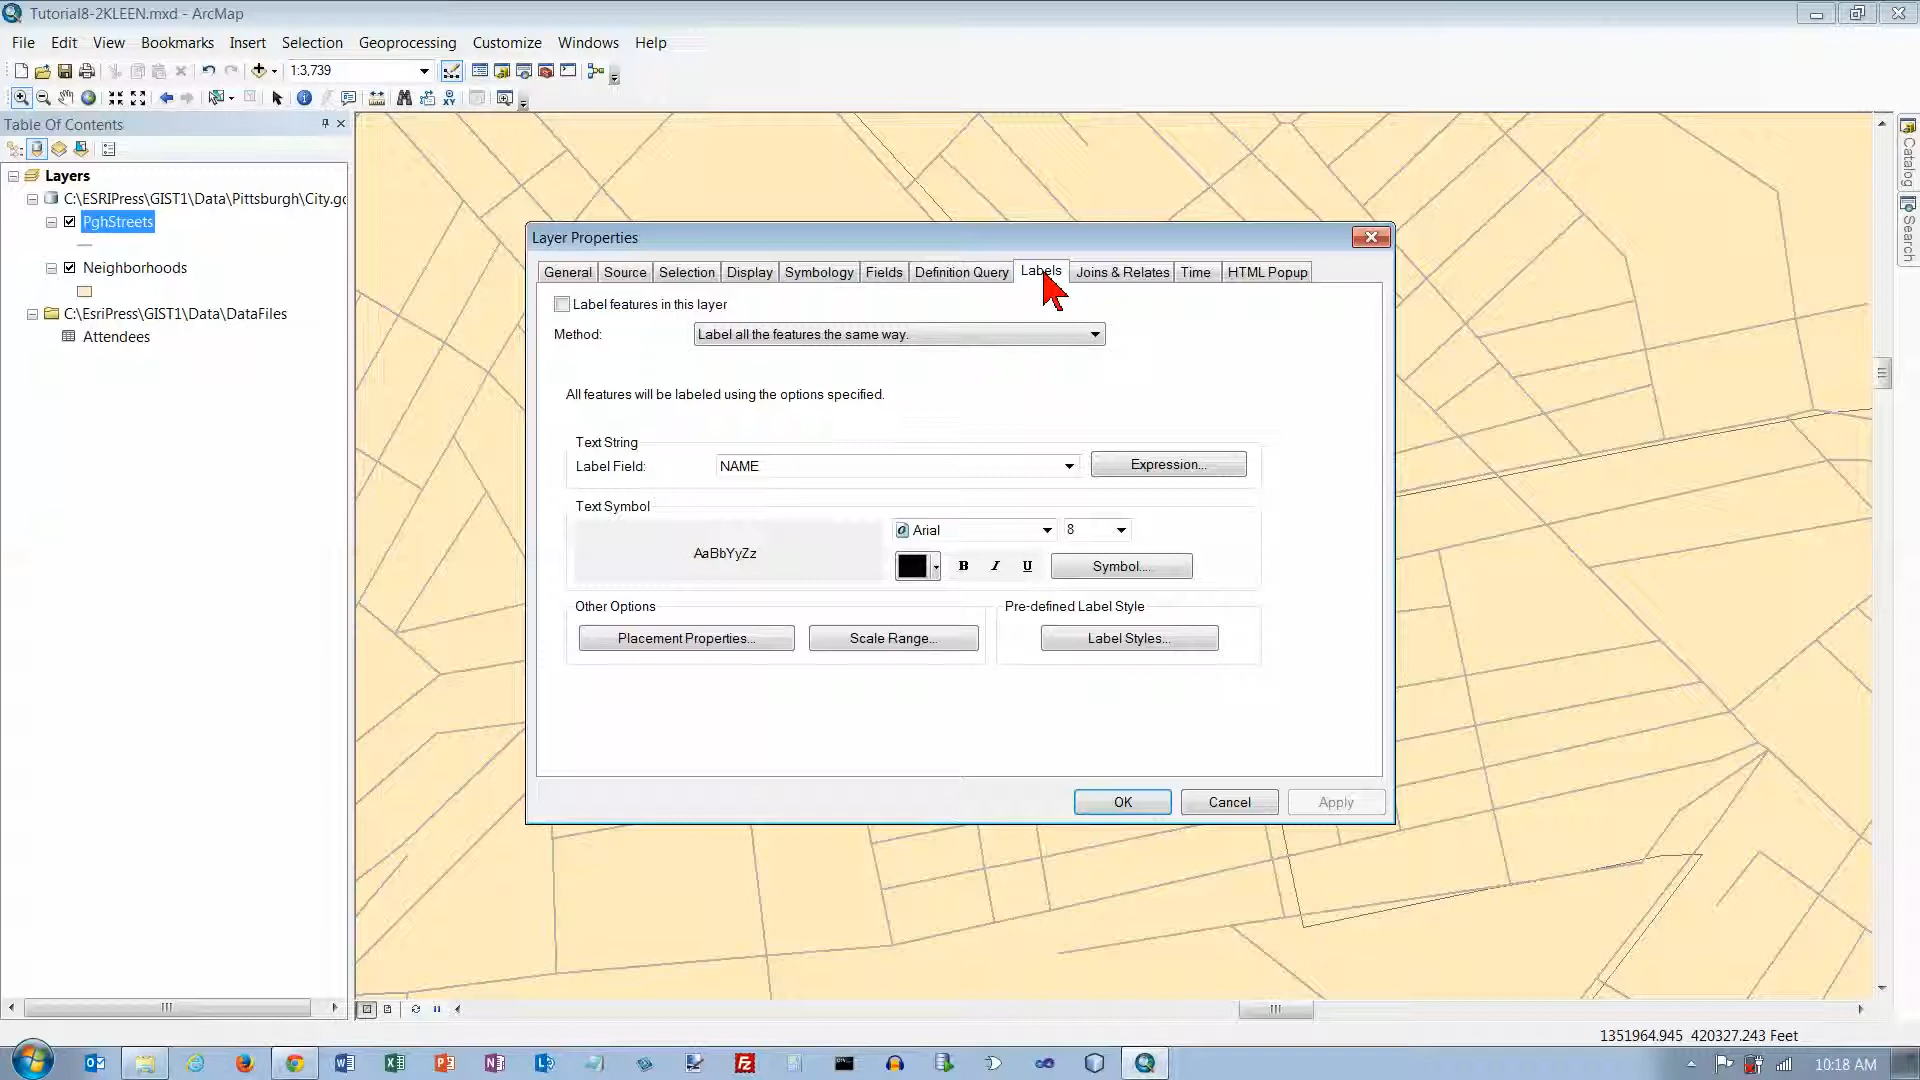 Tutorial8-2KLEEN.mxd - ArcMap
File Edit View Bookmarks Insert Selection Geoprocessing Customize Windows Help
1:3,739
Table Of Contents
Layers
C:\ESRIPress\GIST1\Data\Pittsburgh\City.gc
PghStreets
Neighborhoods
C:\EsriPress\GIST1\Data\DataFiles
Attendees
Layer Properties
General Source Selection Display Symbology Fields Definition Query Labels Joins & Relates Time HTML Popup
Label features in this layer
Method: Label all the features the same way.
All features will be labeled using the options specified.
Text String
Label Field: NAME Expression...
Text Symbol
AaBbYyZz
Arial 8
B I U Symbol...
Other Options
Placement Properties... Scale Range...
Pre-defined Label Style
Label Styles...
OK Cancel Apply
Catalog
Search
1351964.945 420327.243 Feet
10:18 AM